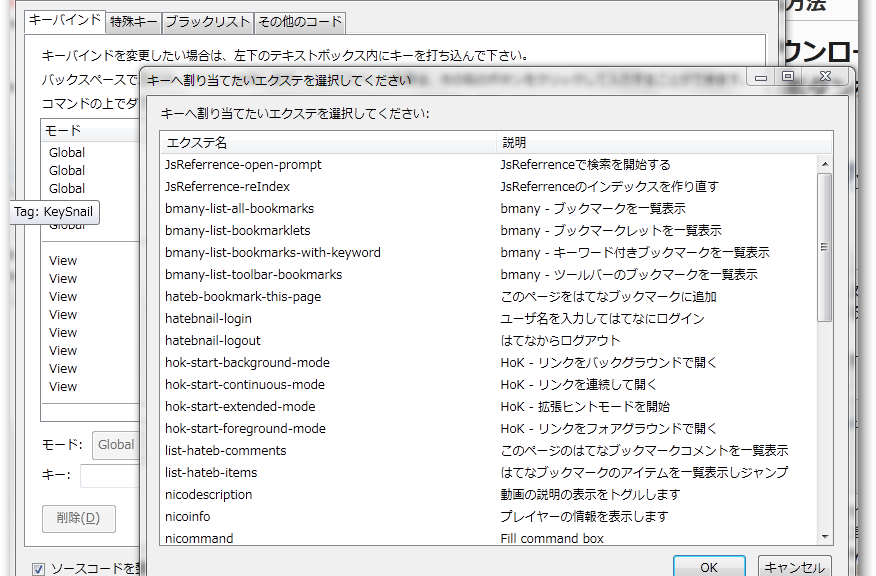 キーバインド 特殊キー ブラックリスト その他のコード
方法
キーバインドを変更したい場合は、左下のテキストボックス内にキーを打ち込んで下さい。
ウンロー
バックスペースで
コマンドの上でダ
モード
Global
Global
Global
Tag: KeySnail
Global
View
View
View
View
View
View
View
View
モード: Global
キー:
削除(D)
ソースコードを
キーへ割り当てたいエクステを選択してください
キーへ割り当てたいエクステを選択してください:
エクステ名 説明
JsReferrence-open-prompt JsReferrenceで検索を開始する
JsReferrence-reIndex JsReferrenceのインデックスを作り直す
bmany-list-all-bookmarks bmany - ブックマークを一覧表示
bmany-list-bookmarklets bmany - ブックマークレットを一覧表示
bmany-list-bookmarks-with-keyword bmany - キーワード付きブックマークを一覧表示
bmany-list-toolbar-bookmarks bmany - ツールバーのブックマークを一覧表示
hateb-bookmark-this-page このページをはてなブックマークに追加
hatebnail-login ユーザ名を入力してはてなにログイン
hatebnail-logout はてなからログアウト
hok-start-background-mode HoK - リンクをバックグラウンドで開く
hok-start-continuous-mode HoK - リンクを連続して開く
hok-start-extended-mode HoK - 拡張ヒントモードを開始
hok-start-foreground-mode HoK - リンクをフォアグラウンドで開く
list-hateb-comments このページのはてなブックマークコメントを一覧表示
list-hateb-items はてなブックマークのアイテムを一覧表示しジャンプ
nicodescription 動画の説明の表示をトグルします
nicoinfo プレイヤーの情報を表示します
nicommand Fill command box
OK キャンセル